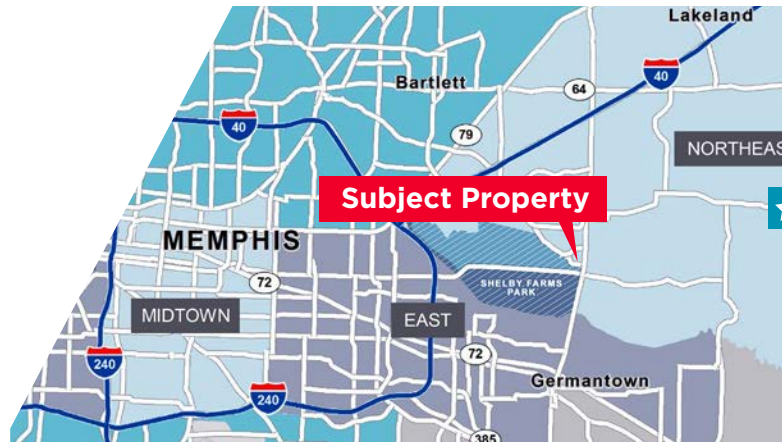 Lakeland
40
Bartlett
64
79
40
NORTHEAS
Subject Property
MEMPHIS
72
SHELBY FARMS
PARK
MIDTOWN
EAST
72
240
Germantown
240
385